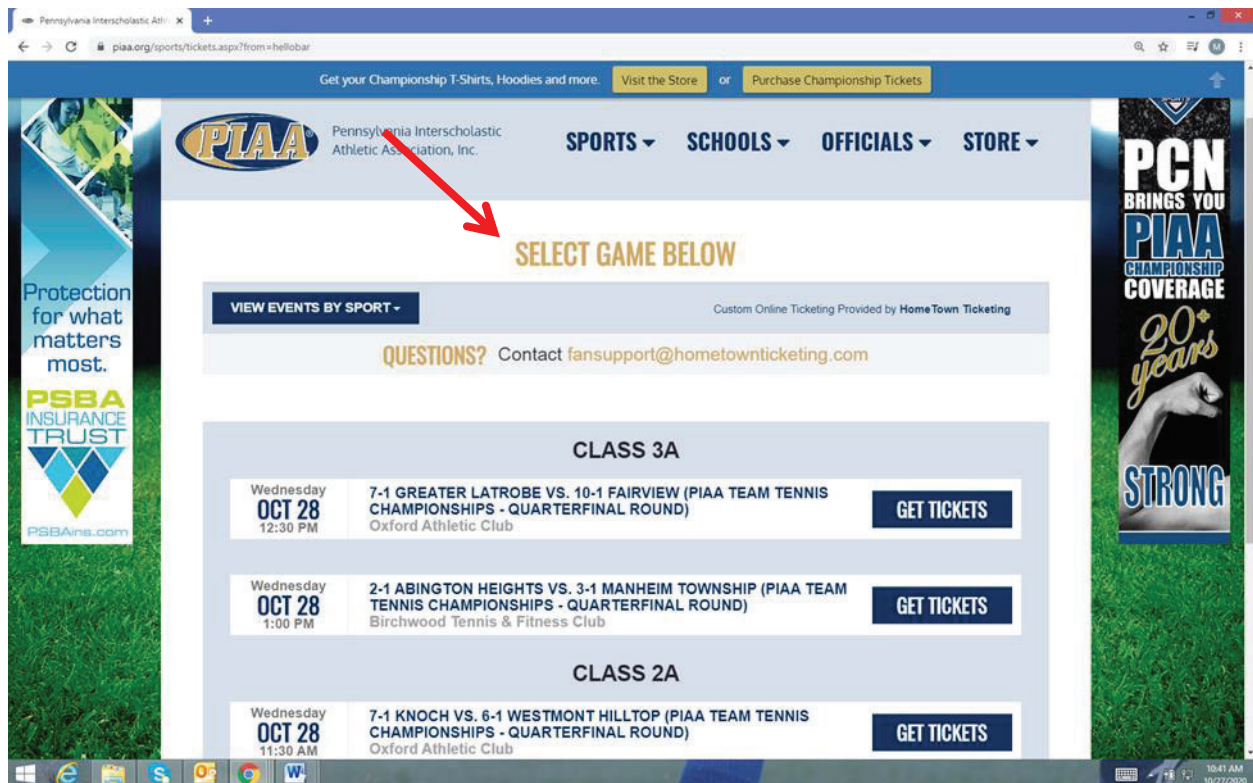 Pennsylvania Interscholastic Athl
piaa.org/sports/tickets.aspx?from=hellobar
M
Get your Championship T-Shirts, Hoodies and more. Visit the Store or Purchase Championship Tickets
PIAA
Pennsylvania Interscholastic
Athletic Association, Inc.
SPORTS
SCHOOLS
OFFICIALS
STORE
SELECT GAME BELOW
VIEW EVENTS BY SPORT
Custom Online Ticketing Provided by HomeTown Ticketing
QUESTIONS? Contact fansupport@hometownticketing.com
CLASS 3A
Wednesday
OCT 28
12:30 PM
7-1 GREATER LATROBE VS. 10-1 FAIRVIEW (PIAA TEAM TENNIS
CHAMPIONSHIPS - QUARTERFINAL ROUND)
Oxford Athletic Club
GET TICKETS
Wednesday
OCT 28
1:00 PM
2-1 ABINGTON HEIGHTS VS. 3-1 MANHEIM TOWNSHIP (PIAA TEAM
TENNIS CHAMPIONSHIPS - QUARTERFINAL ROUND)
Birchwood Tennis & Fitness Club
GET TICKETS
CLASS 2A
Wednesday
OCT 28
11:30 AM
7-1 KNOCH VS. 6-1 WESTMONT HILLTOP (PIAA TEAM TENNIS
CHAMPIONSHIPS - QUARTERFINAL ROUND)
Oxford Athletic Club
GET TICKETS
Protection
for what
matters
most.
PSBA
INSURANCE
TRUST
PSBAins.com
PCN
BRINGS YOU
PIAA
CHAMPIONSHIP
COVERAGE
20+
years
STRONG
10:41 AM
10/27/2020